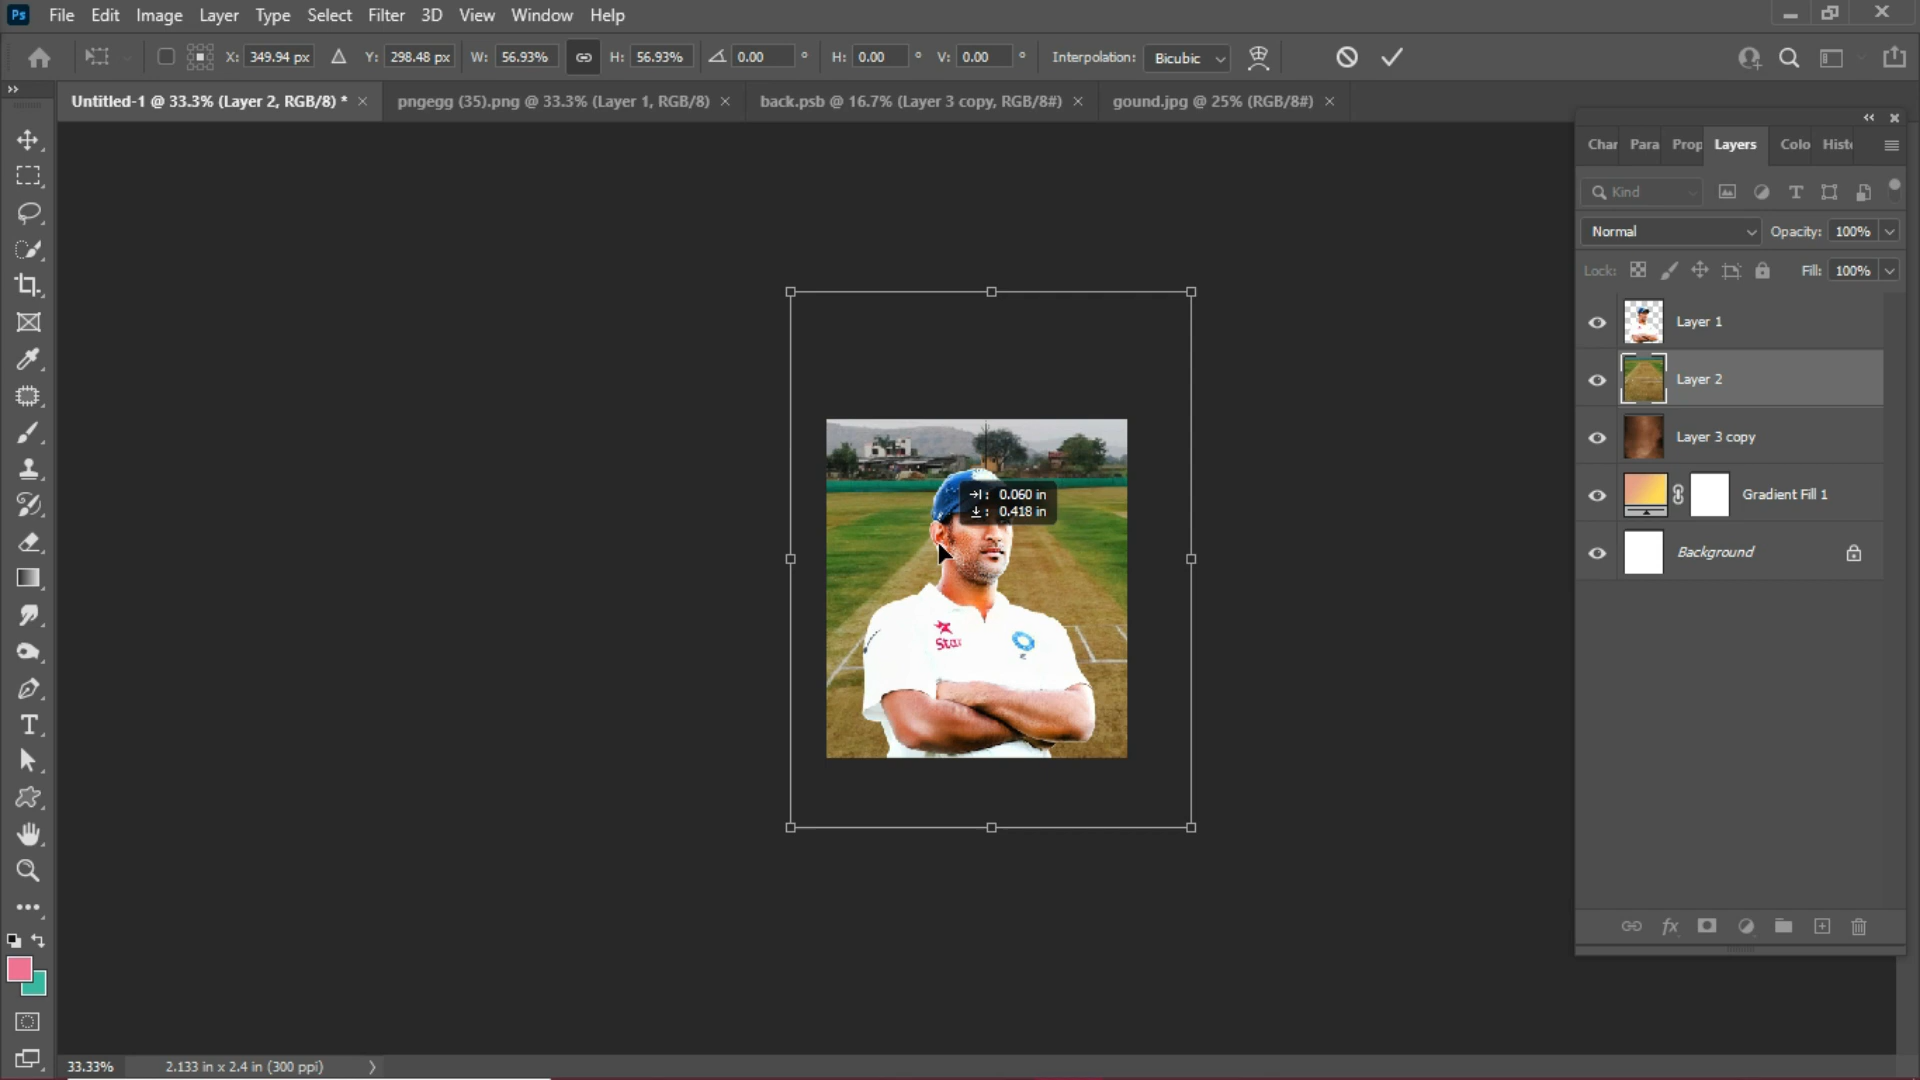 Ps File Edit Image Layer Type Select Filter 3D View Window Help
X: 349.94 px Y: 298.48 px W: 56.93% H: 56.93% 0.00 ° H: 0.00 ° V: 0.00 ° Interpolation: Bicubic
Untitled-1 @ 33.3% (Layer 2, RGB/8) * × pngegg (35).png @ 33.3% (Layer 1, RGB/8) × back.psb @ 16.7% (Layer 3 copy, RGB/8#) × gound.jpg @ 25% (RGB/8#) ×
Char Para Prop Layers Colo Histo
Kind
Normal Opacity: 100%
Lock: Fill: 100%
Layer 1
Layer 2
Layer 3 copy
Gradient Fill 1
Background
: 0.060 in
: 0.418 in
Star
33.33% 2.133 in x 2.4 in (300 ppi)